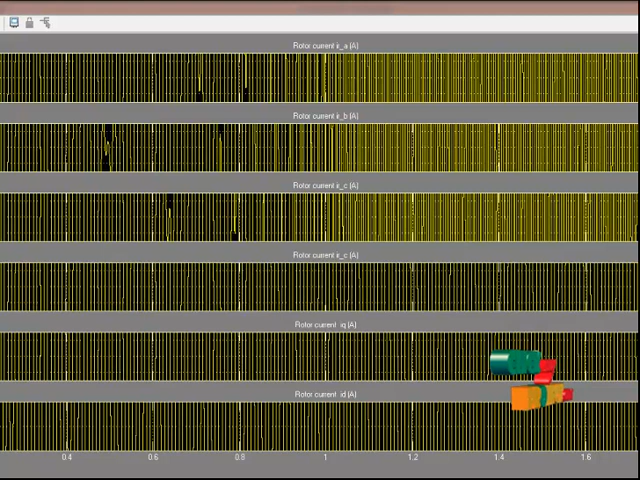 Rotor current ir_a (A)
Rotor current ir_b (A)
Rotor current ir_c (A)
Rotor current ir_c (A)
Rotor current iq (A)
Rotor current id (A)
0.4 0.6 0.8 1 1.2 1.4 1.6